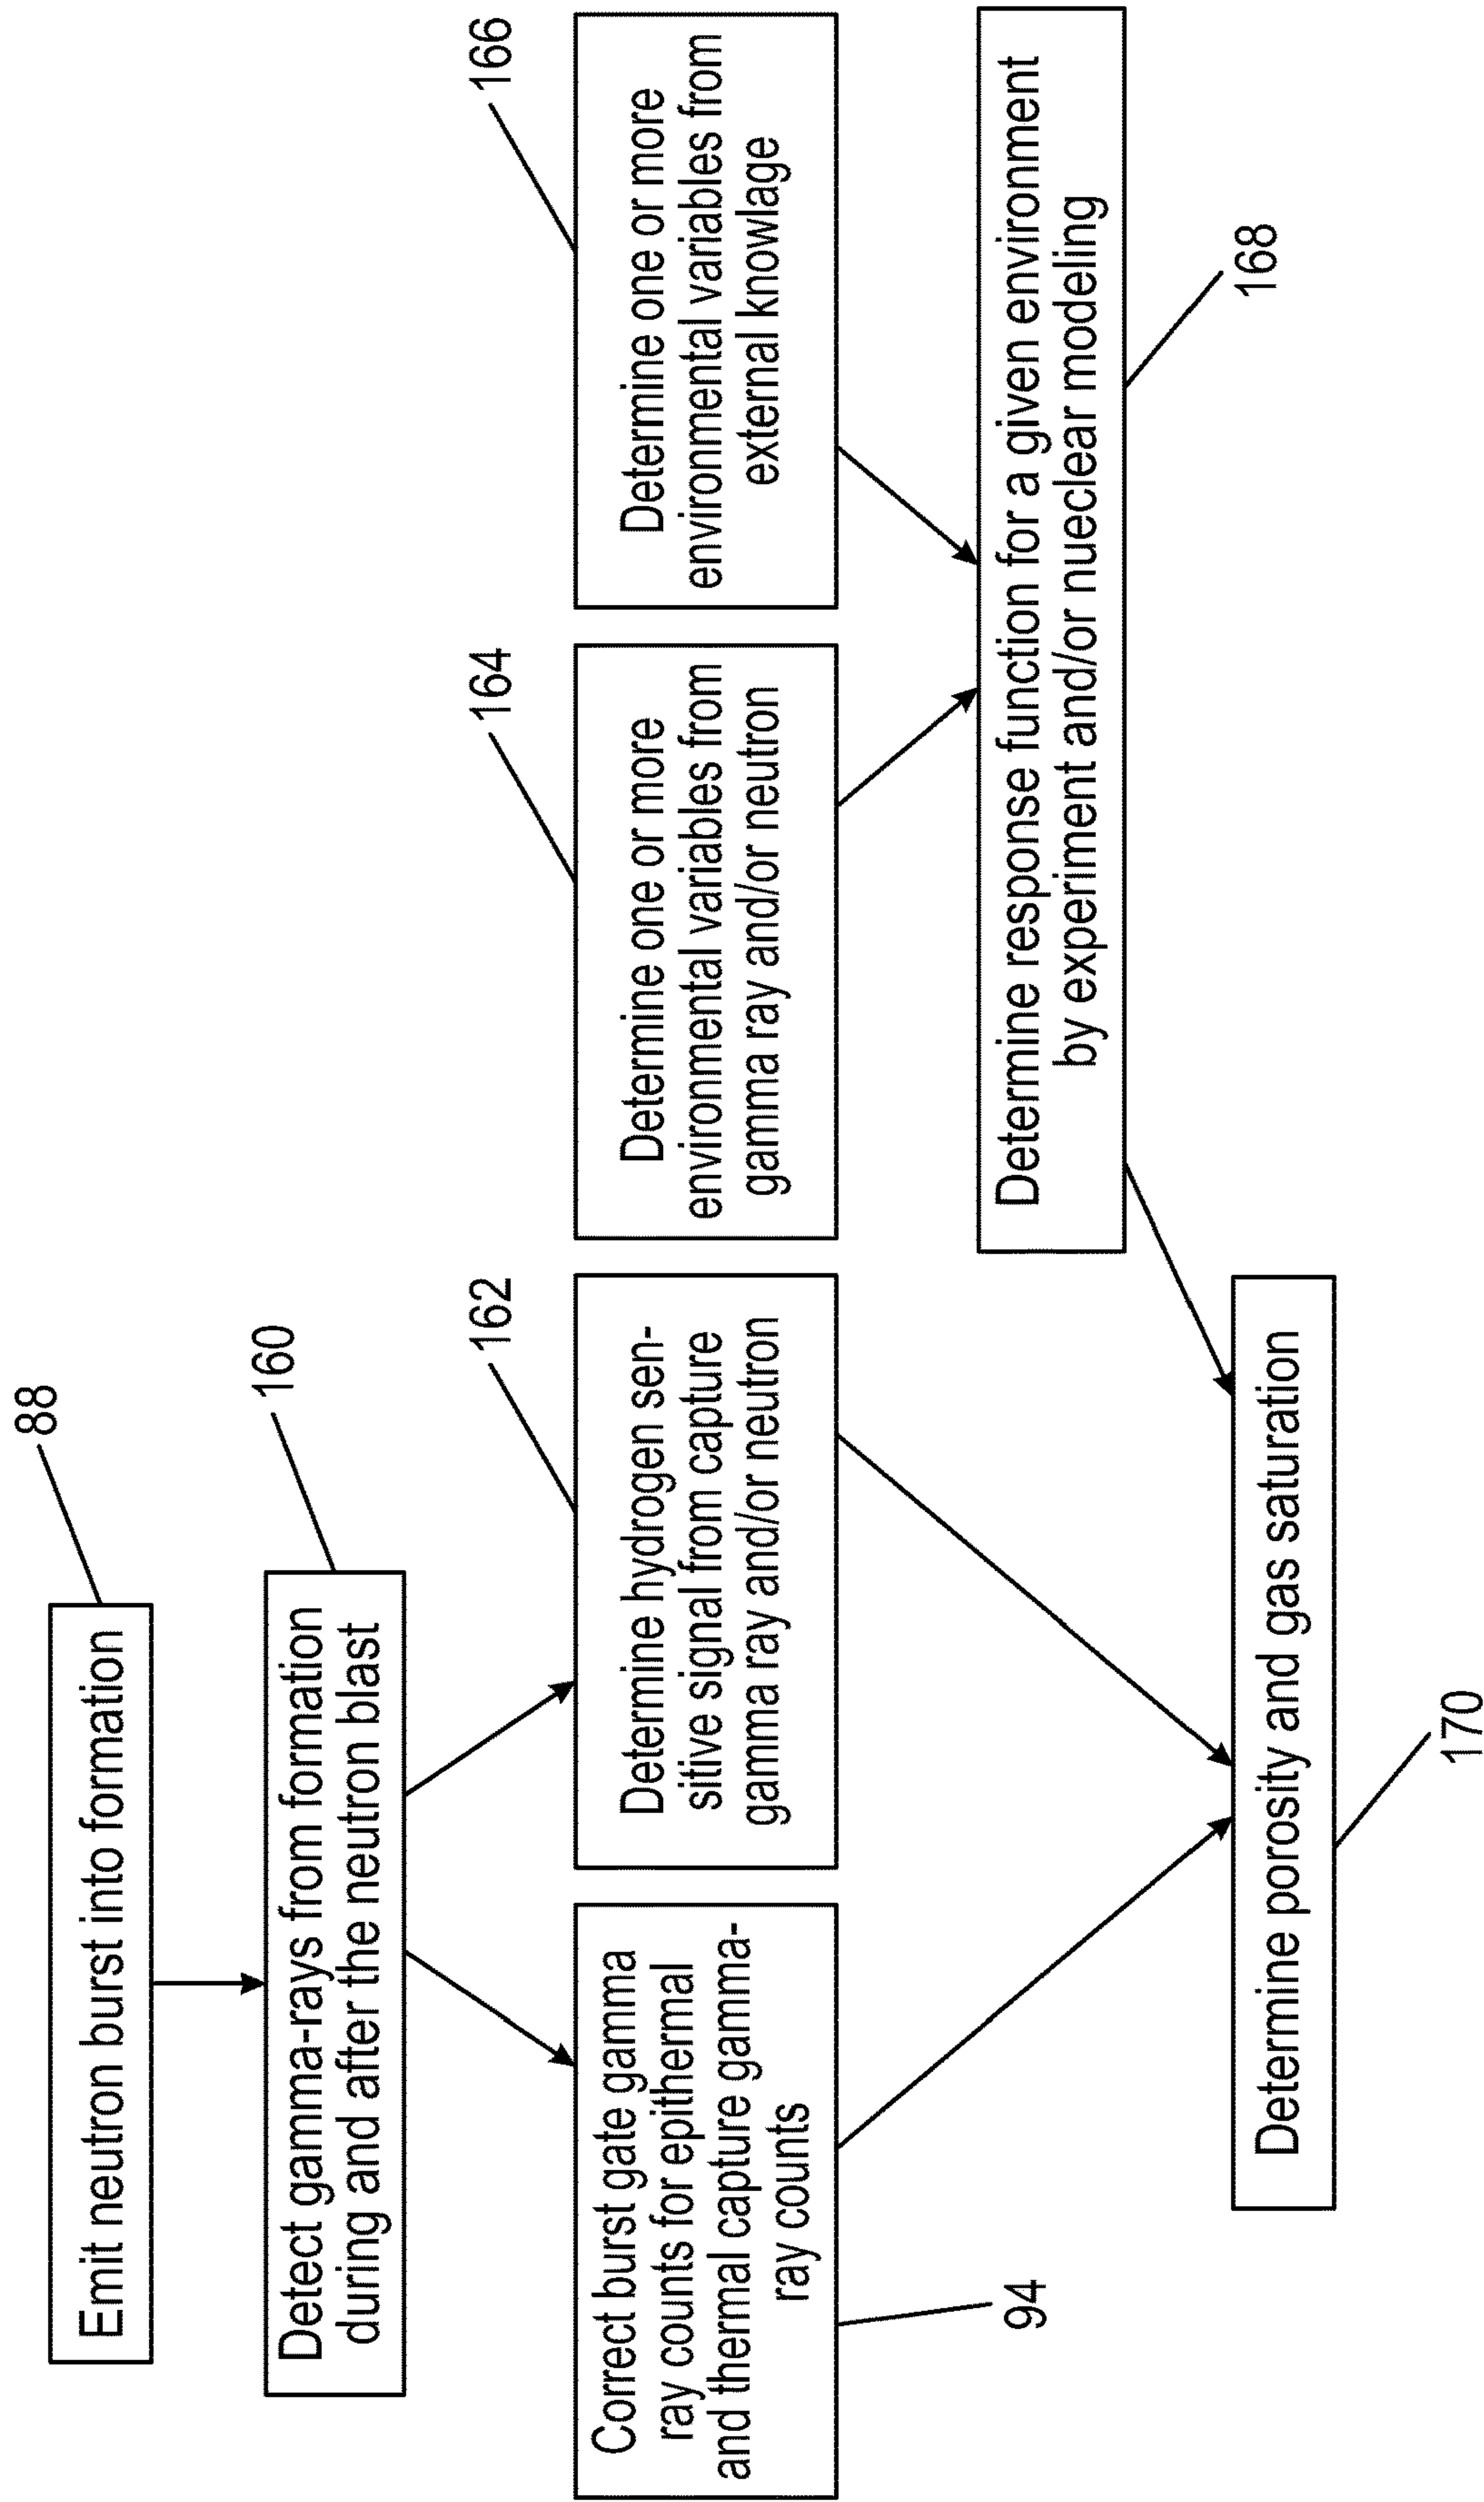 88
Emit neutron burst into formation
160
Detect gamma-rays from formation
during and after the neutron blast
Correct burst gate gamma
ray counts for epithermal
and thermal capture gamma-
ray counts
94
162
Determine hydrogen sen-
sitive signal from capture
gamma ray and/or neutron
164
Determine one or more
environmental variables from
gamma ray and/or neutron
166
Determine one or more
environmental variables from
external knowlage
Determine response function for a given environment
by experiment and/or nueclear modeling
168
Determine porosity and gas saturation
170